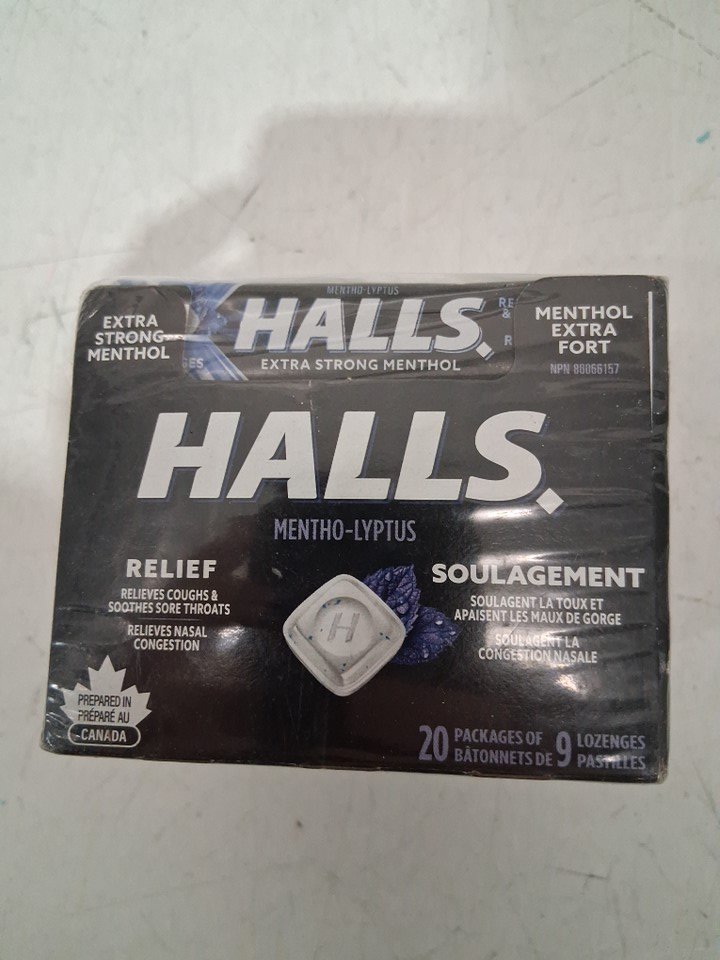 MENTHO-LYPTUS
HALLS
EXTRA STRONG MENTHOL
EXTRA
STRONG
MENTHOL
ES
RE
&
R
MENTHOL
EXTRA
FORT
NPN 80066157
HALLS
MENTHO-LYPTUS
RELIEF
RELIEVES COUGHS &
SOOTHES SORE THROATS
RELIEVES NASAL
CONGESTION
H
SOULAGEMENT
SOULAGENT LA TOUX ET
APAISENT LES MAUX DE GORGE
SOULAGENT LA
CONGESTION NASALE
PREPARED IN
PRÉPARÉ AU
CANADA
20 PACKAGES OF 9 LOZENGES
BÂTONNETS DE PASTILLES